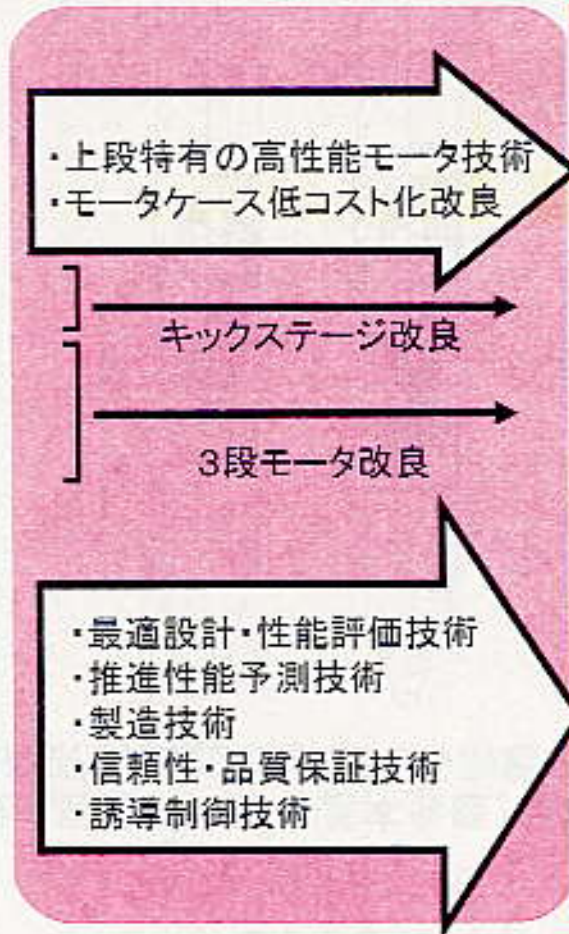 ・上段特有の高性能モータ技術
・モータケース低コスト化改良
キックステージ改良
3段モータ改良
・最適設計・性能評価技術
・推進性能予測技術
・製造技術
・信頼性・品質保証技術
・誘導制御技術